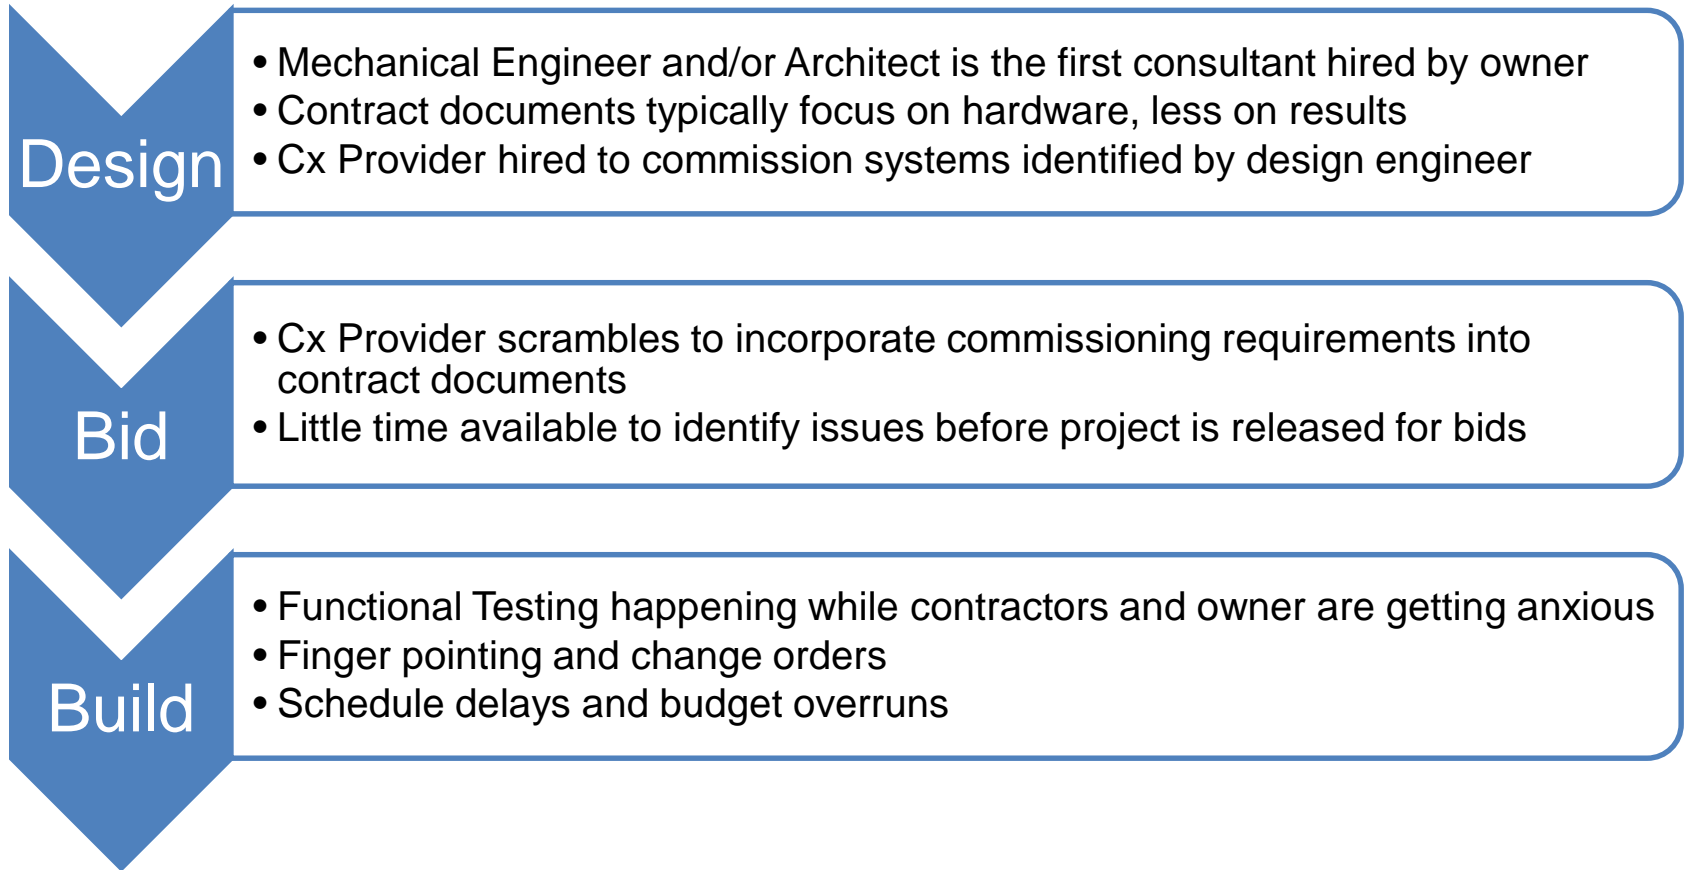 Design
• Mechanical Engineer and/or Architect is the first consultant hired by owner
• Contract documents typically focus on hardware, less on results
• Cx Provider hired to commission systems identified by design engineer
Bid
• Cx Provider scrambles to incorporate commissioning requirements into
contract documents
• Little time available to identify issues before project is released for bids
Build
• Functional Testing happening while contractors and owner are getting anxious
• Finger pointing and change orders
• Schedule delays and budget overruns